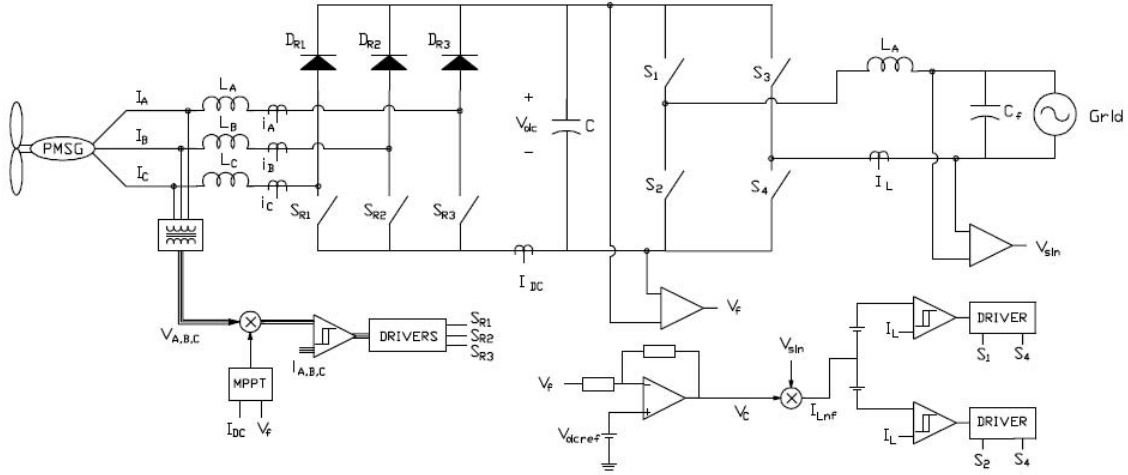 D_R1 D_R2 D_R3
L_A
S_1 S_3
I_A L_A
+
V_dc C
-
C_f Grid
PMSG I_B i_A L_B
I_C i_B L_C
i_C
I_L
S_R1 S_R2 S_R3
S_2 S_4
I_DC
V_sin
V_f
V_A,B,C
DRIVERS S_R1
S_R2
S_R3
I_A,B,C
MPPT
I_DC V_f
V_sin
I_L DRIVER
S_1 S_4
V_f
-
+
V_C I_Lnf
V_dcref
I_L DRIVER
S_2 S_4